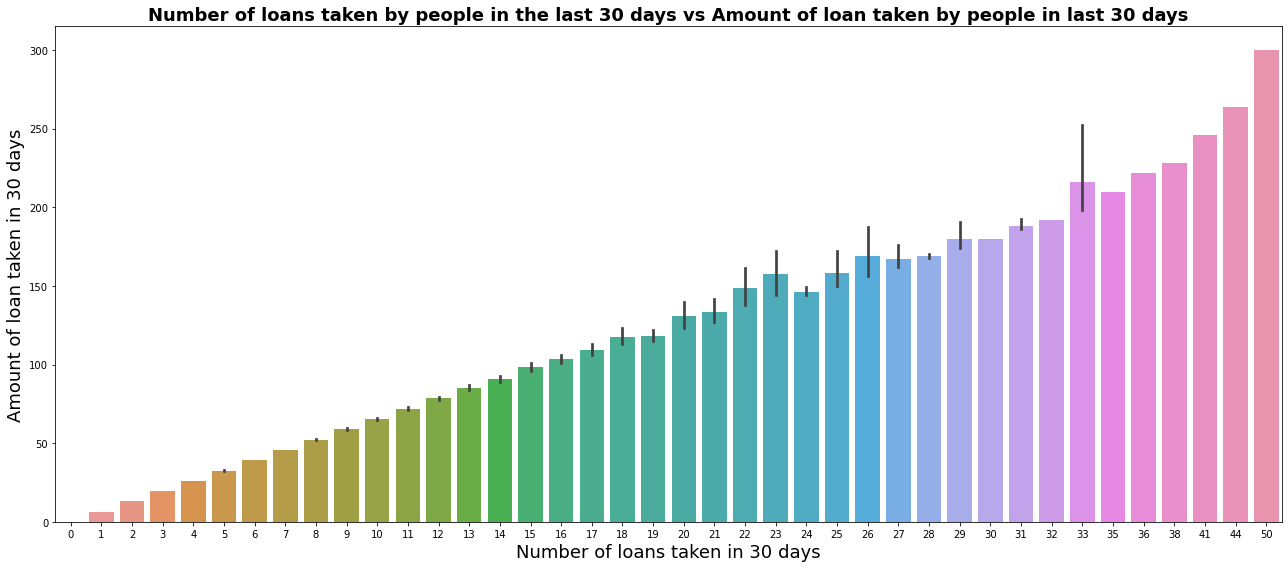 Number of loans taken by people in the last 30 days vs Amount of loan taken by people in last 30 days
Amount of loan taken in 30 days
300
250
200
150
100
50
0
0 1 2 3 4 5 6 7 8 9 10 11 12 13 14 15 16 17 18 19 20 21 22 23 24 25 26 27 28 29 30 31 32 33 35 36 38 41 44 50
Number of loans taken in 30 days